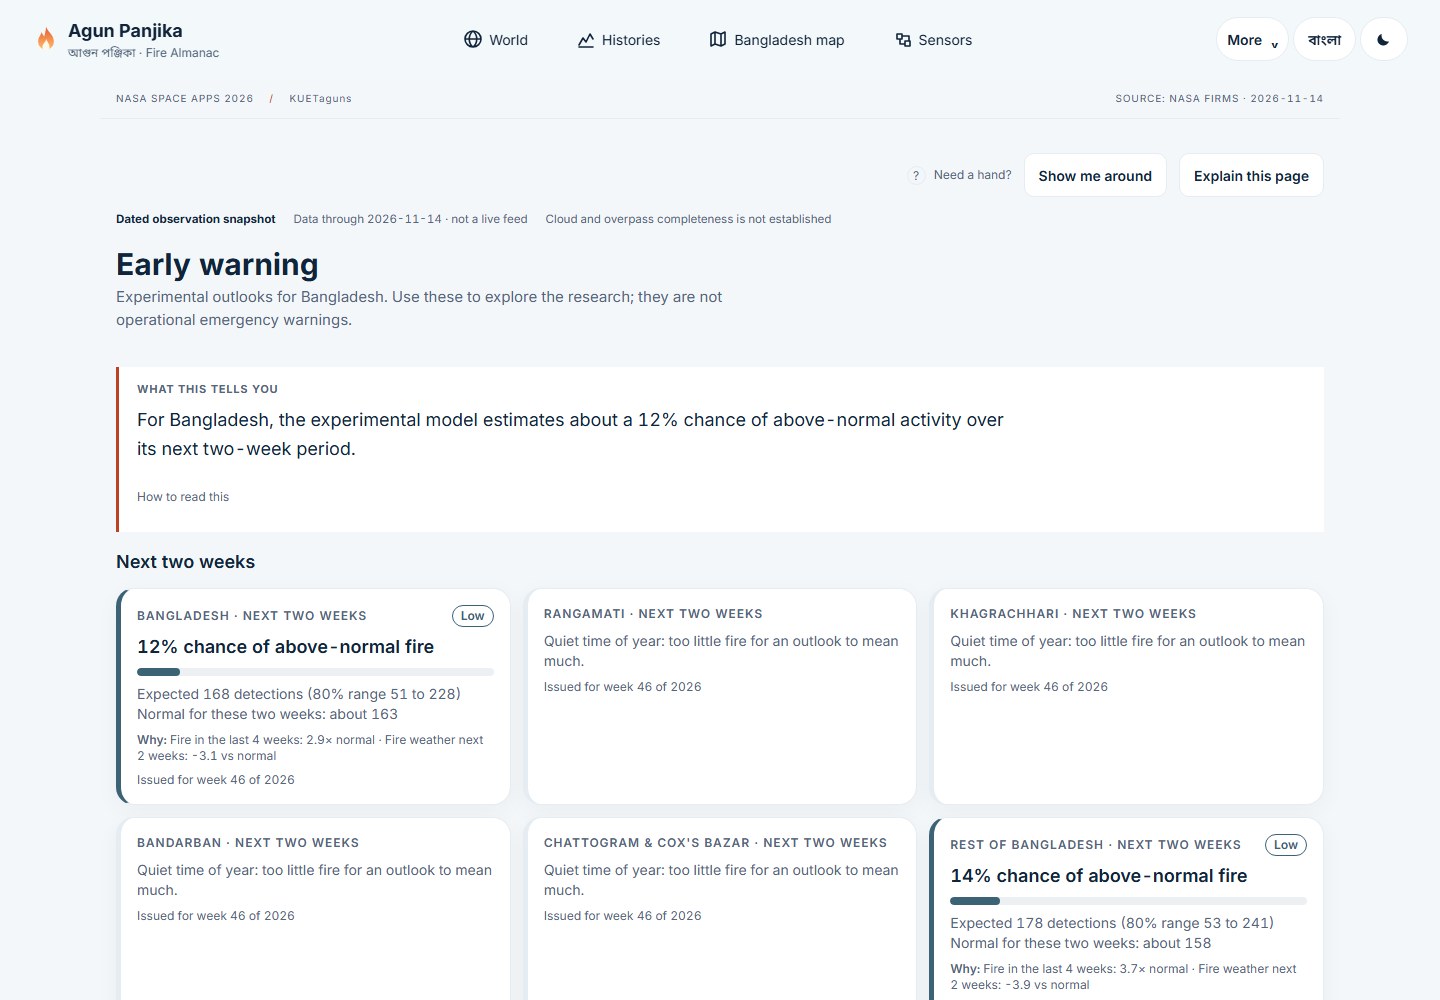 Agun Panjika
আগুন পঞ্জিকা · Fire Almanac
World
Histories
Bangladesh map
Sensors
More
বাংলা
NASA SPACE APPS 2026 / KUETaguns
SOURCE: NASA FIRMS · 2026-11-14
? Need a hand?
Show me around
Explain this page
Dated observation snapshot
Data through 2026-11-14 · not a live feed
Cloud and overpass completeness is not established
Early warning
Experimental outlooks for Bangladesh. Use these to explore the research; they are not
operational emergency warnings.
WHAT THIS TELLS YOU
For Bangladesh, the experimental model estimates about a 12% chance of above-normal activity over
its next two-week period.
How to read this
Next two weeks
BANGLADESH · NEXT TWO WEEKS
Low
12% chance of above-normal fire
Expected 168 detections (80% range 51 to 228)
Normal for these two weeks: about 163
Why: Fire in the last 4 weeks: 2.9× normal · Fire weather next
2 weeks: -3.1 vs normal
Issued for week 46 of 2026
RANGAMATI · NEXT TWO WEEKS
Quiet time of year: too little fire for an outlook to mean
much.
Issued for week 46 of 2026
KHAGRACHHARI · NEXT TWO WEEKS
Quiet time of year: too little fire for an outlook to mean
much.
Issued for week 46 of 2026
BANDARBAN · NEXT TWO WEEKS
Quiet time of year: too little fire for an outlook to mean
much.
Issued for week 46 of 2026
CHATTOGRAM & COX'S BAZAR · NEXT TWO WEEKS
Quiet time of year: too little fire for an outlook to mean
much.
Issued for week 46 of 2026
REST OF BANGLADESH · NEXT TWO WEEKS
Low
14% chance of above-normal fire
Expected 178 detections (80% range 53 to 241)
Normal for these two weeks: about 158
Why: Fire in the last 4 weeks: 3.7× normal · Fire weather next
2 weeks: -3.9 vs normal